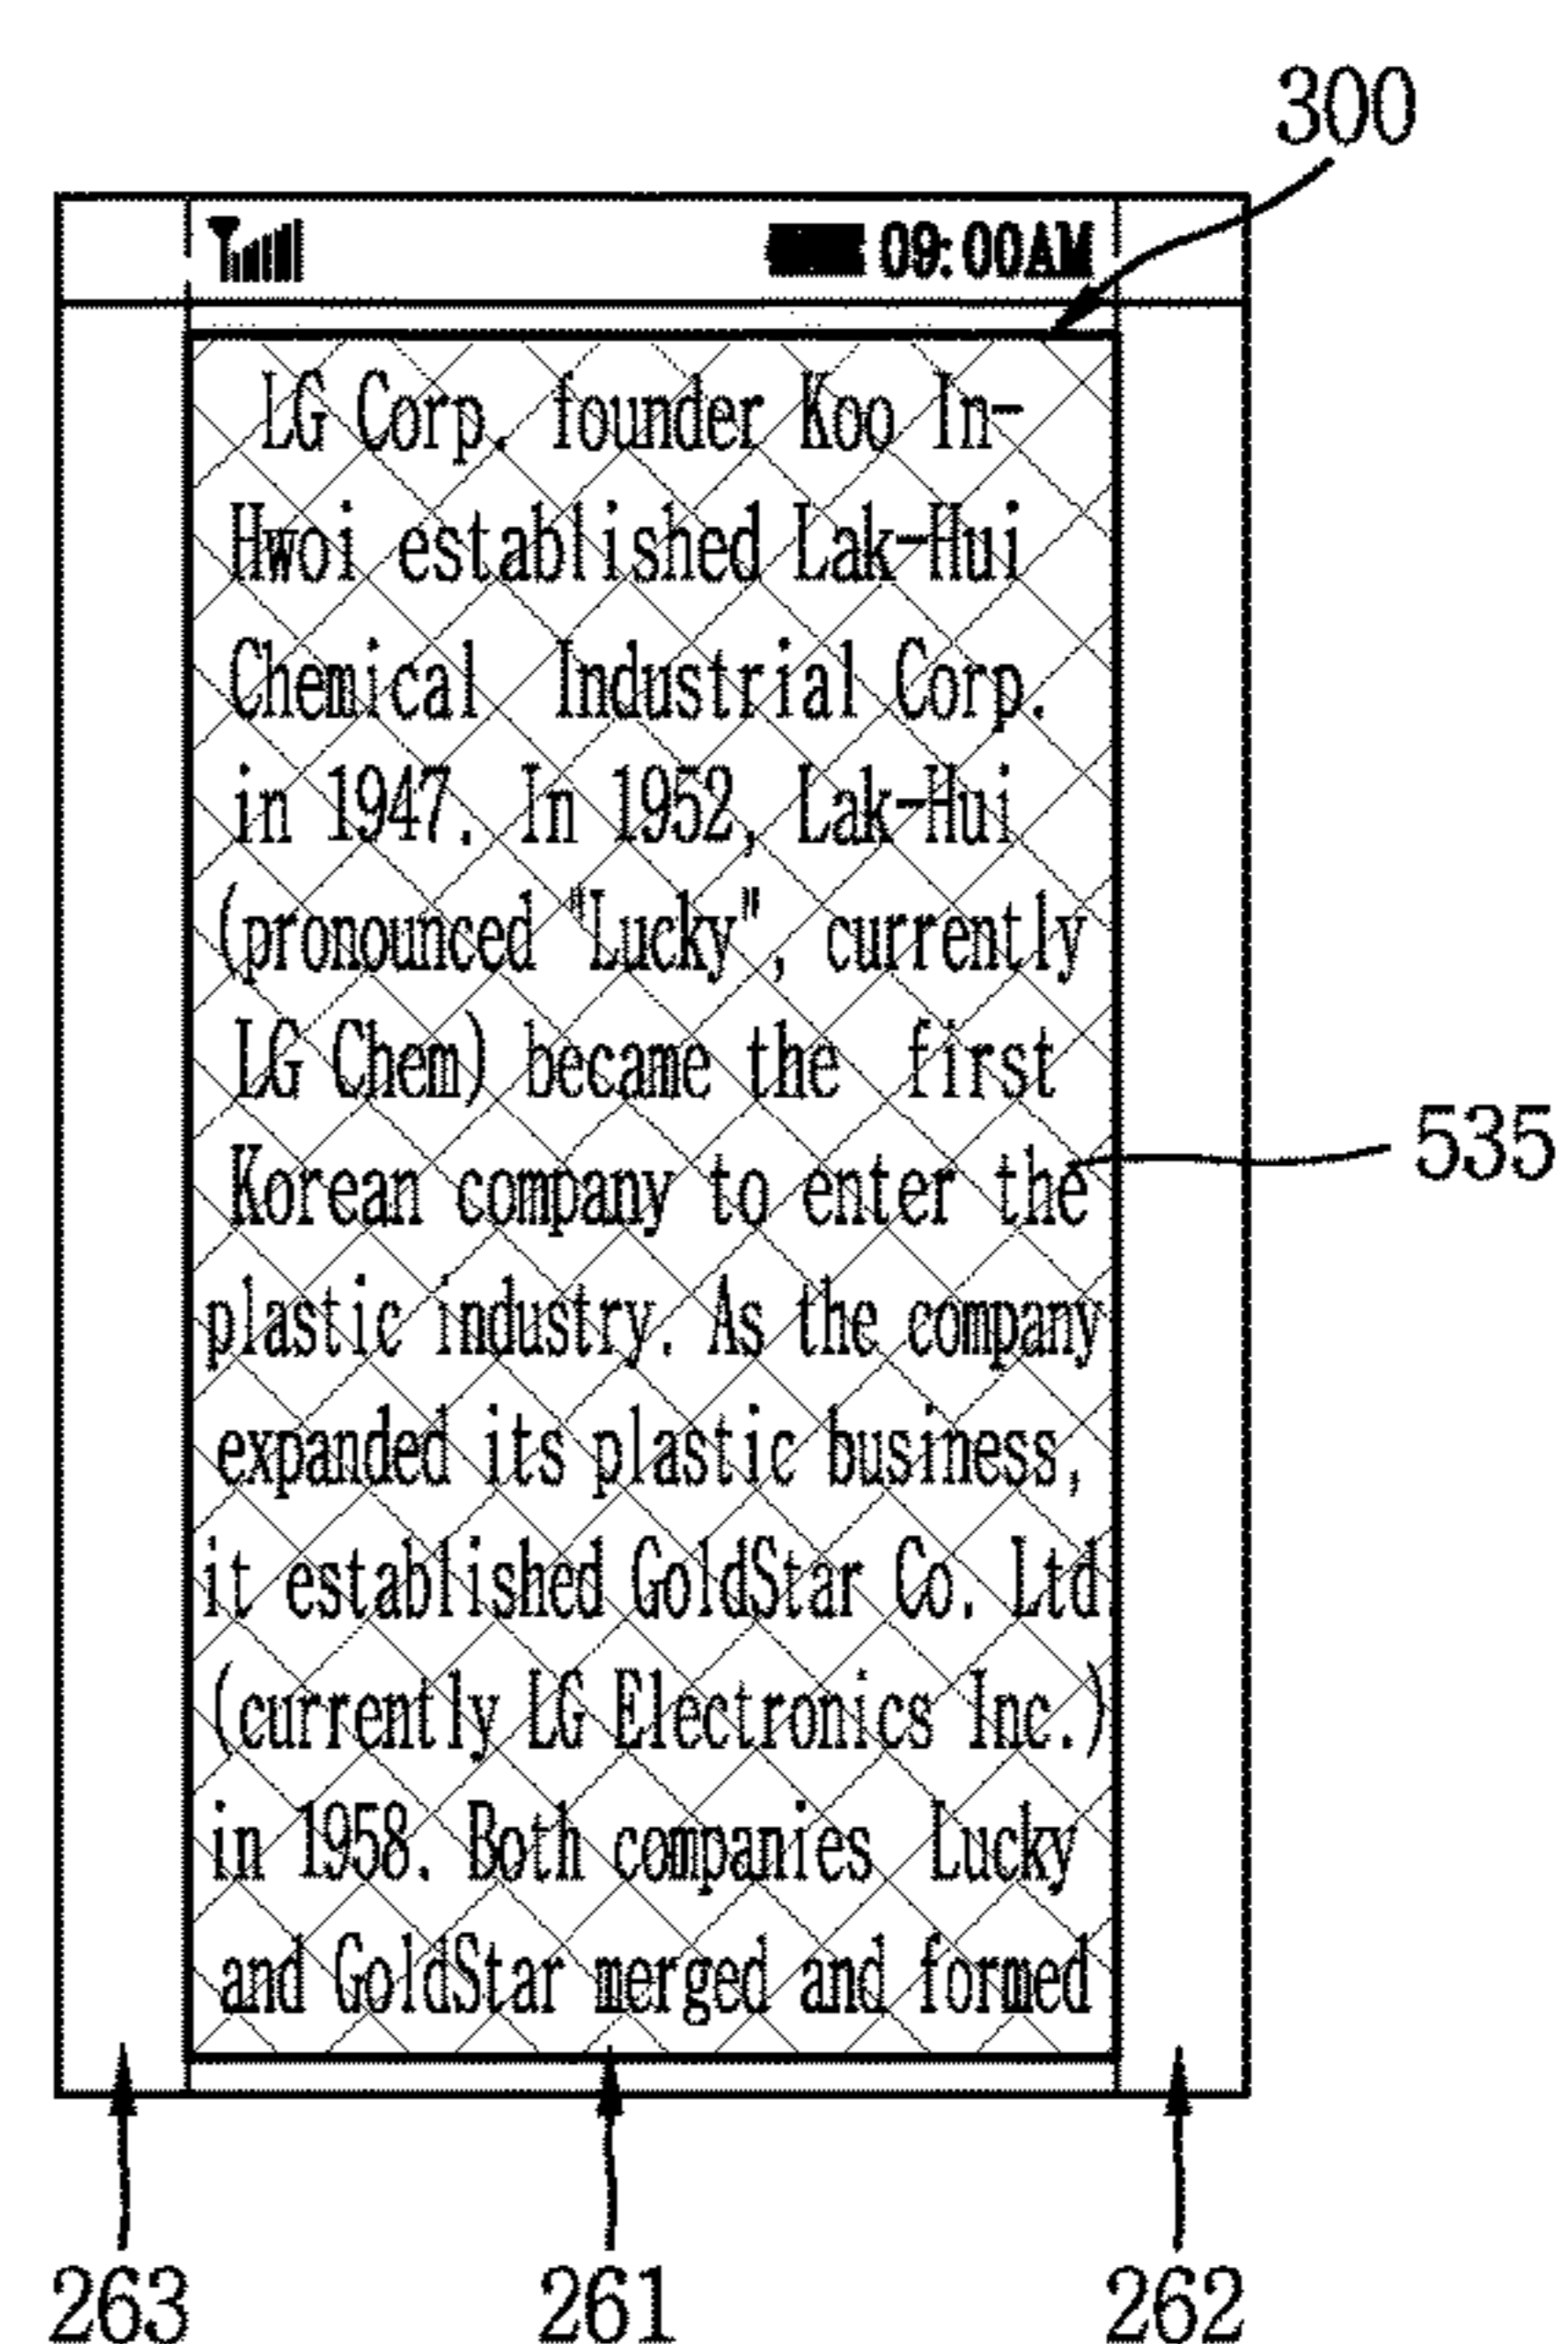 300
09:00AM
LG Corp. founder Koo In-
Hwoi established Lak-Hui
Chemical Industrial Corp.
in 1947. In 1952, Lak-Hui
(pronounced "Lucky", currently
LG Chem) became the first
Korean company to enter the
535
plastic industry. As the company
expanded its plastic business,
it established GoldStar Co. Ltd.
(currently LG Electronics Inc.)
in 1958. Both companies Lucky
and GoldStar merged and formed
263 261 262